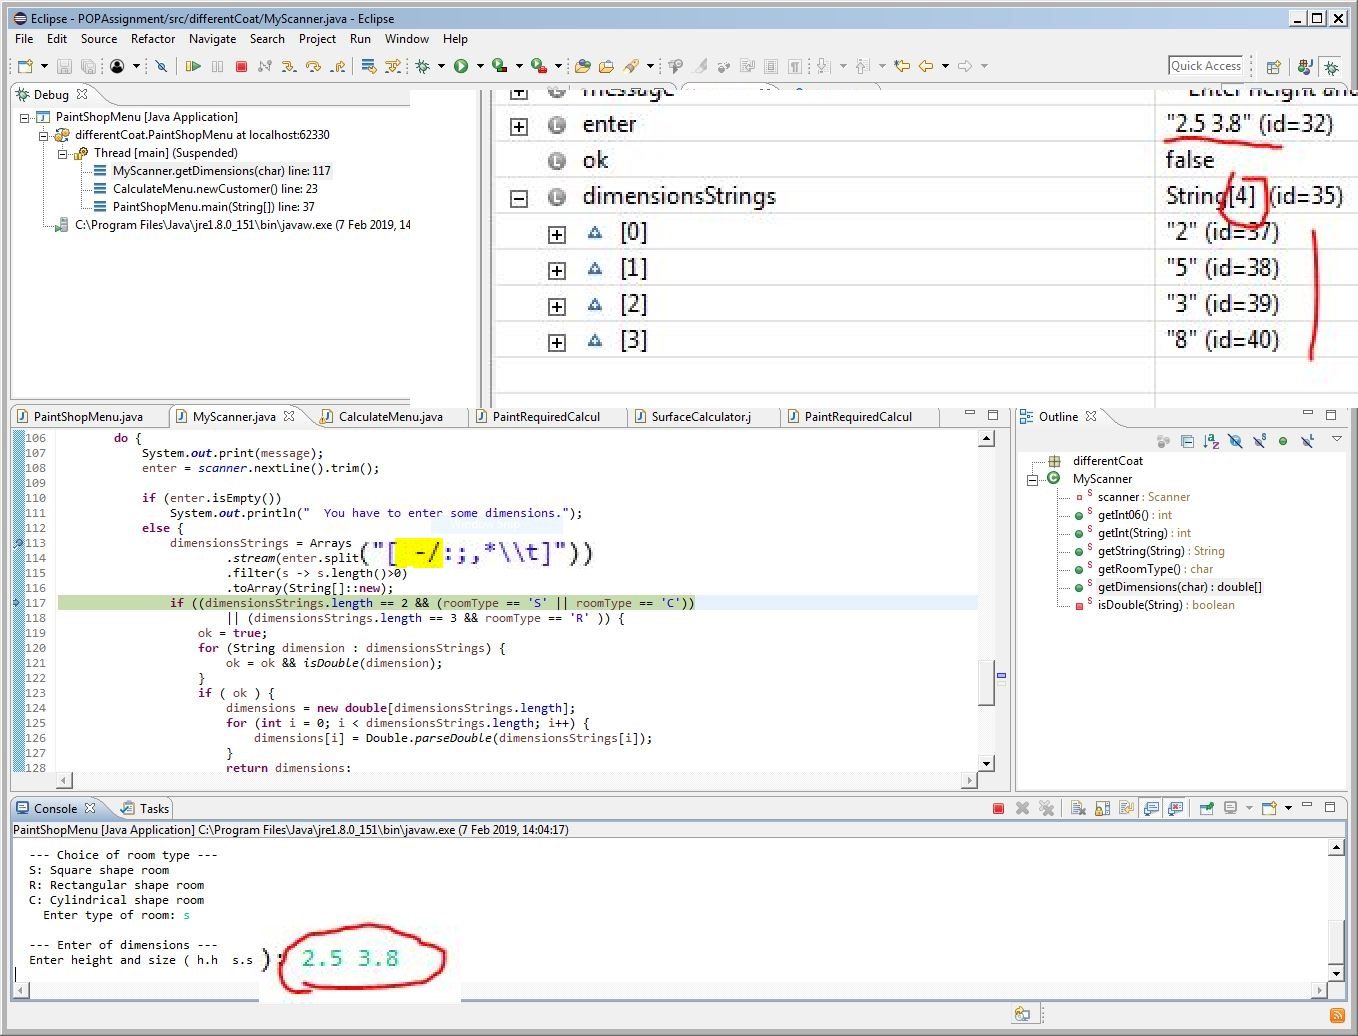 Eclipse - POPAssignment/src/differentCoat/MyScanner.java - Eclipse
File Edit Source Refactor Navigate Search Project Run Window Help
Quick Access
Debug
PaintShopMenu [Java Application]
differentCoat.PaintShopMenu at localhost:62330
Thread [main] (Suspended)
MyScanner.getDimensions(char) line: 117
CalculateMenu.newCustomer() line: 23
PaintShopMenu.main(String[]) line: 37
C:\Program Files\Java\jre1.8.0_151\bin\javaw.exe (7 Feb 2019, 14
message "Enter height and
enter "2.5 3.8" (id=32)
ok false
dimensionsStrings String[4] (id=35)
[0] "2" (id=37)
[1] "5" (id=38)
[2] "3" (id=39)
[3] "8" (id=40)
PaintShopMenu.java MyScanner.java CalculateMenu.java PaintRequiredCalcul SurfaceCalculator.j PaintRequiredCalcul
106 do {
107 System.out.print(message);
108 enter = scanner.nextLine().trim();
109
110 if (enter.isEmpty())
111 System.out.println("  You have to enter some dimensions.");
112 else {
113 dimensionsStrings = Arrays
114 .stream(enter.split("[ -/:;,*\\t]"))
115 .filter(s -> s.length()>0)
116 .toArray(String[]::new);
117 if ((dimensionsStrings.length == 2 && (roomType == 'S' || roomType == 'C'))
118 || (dimensionsStrings.length == 3 && roomType == 'R' )) {
119 ok = true;
120 for (String dimension : dimensionsStrings) {
121 ok = ok && isDouble(dimension);
122 }
123 if ( ok ) {
124 dimensions = new double[dimensionsStrings.length];
125 for (int i = 0; i < dimensionsStrings.length; i++) {
126 dimensions[i] = Double.parseDouble(dimensionsStrings[i]);
127 }
128 return dimensions;
Outline
differentCoat
MyScanner
scanner : Scanner
getInt06() : int
getInt(String) : int
getString(String) : String
getRoomType() : char
getDimensions(char) : double[]
isDouble(String) : boolean
Console Tasks
PaintShopMenu [Java Application] C:\Program Files\Java\jre1.8.0_151\bin\javaw.exe (7 Feb 2019, 14:04:17)
--- Choice of room type ---
S: Square shape room
R: Rectangular shape room
C: Cylindrical shape room
Enter type of room: s
--- Enter of dimensions ---
Enter height and size ( h.h  s.s ): 2.5 3.8